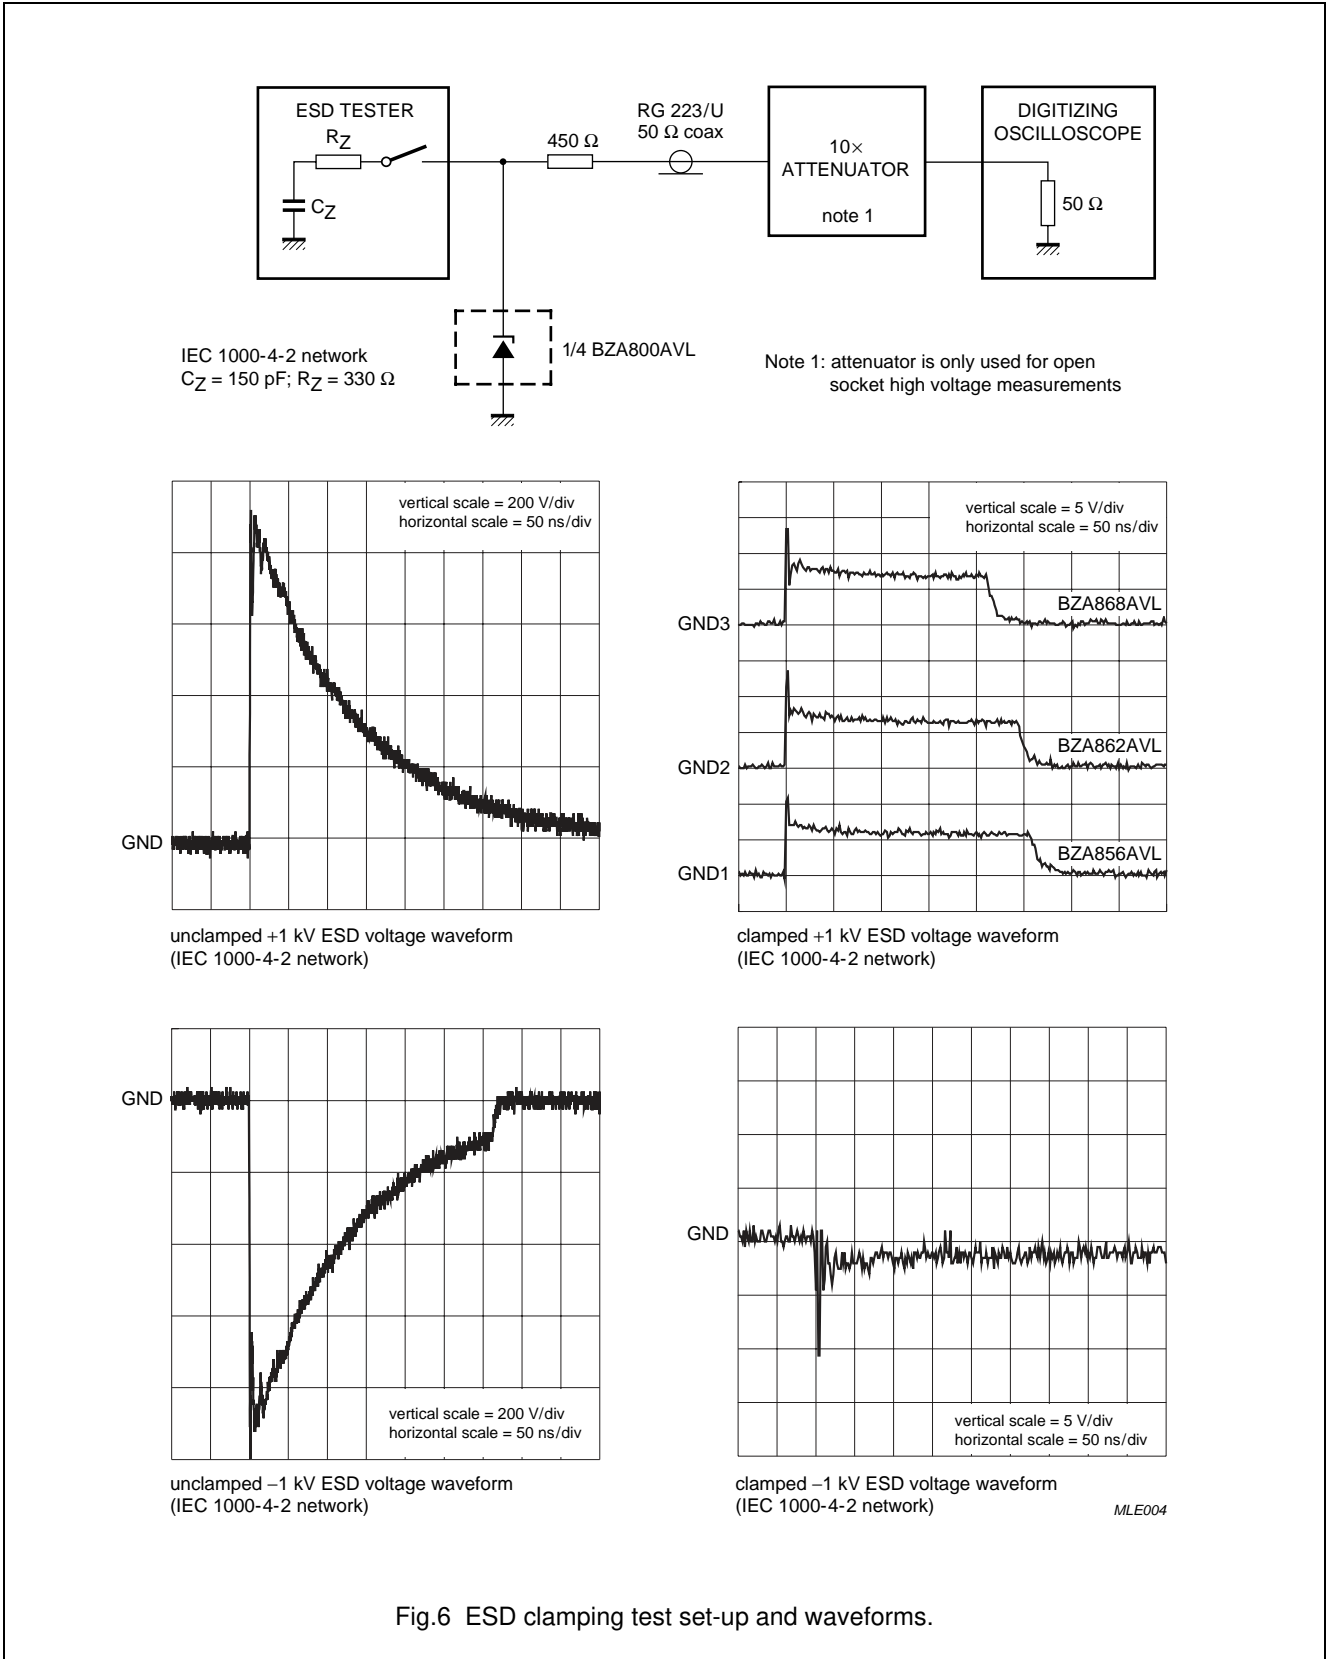 ESD TESTER
RZ
CZ
450 Ω
RG 223/U
50 Ω coax
10×
ATTENUATOR
note 1
DIGITIZING
OSCILLOSCOPE
50 Ω
IEC 1000-4-2 network
CZ = 150 pF; RZ = 330 Ω
1/4 BZA800AVL
Note 1: attenuator is only used for open
socket high voltage measurements
vertical scale = 200 V/div
horizontal scale = 50 ns/div
GND
unclamped +1 kV ESD voltage waveform
(IEC 1000-4-2 network)
vertical scale = 5 V/div
horizontal scale = 50 ns/div
GND3
BZA868AVL
GND2
BZA862AVL
GND1
BZA856AVL
clamped +1 kV ESD voltage waveform
(IEC 1000-4-2 network)
GND
vertical scale = 200 V/div
horizontal scale = 50 ns/div
unclamped −1 kV ESD voltage waveform
(IEC 1000-4-2 network)
GND
vertical scale = 5 V/div
horizontal scale = 50 ns/div
clamped −1 kV ESD voltage waveform
(IEC 1000-4-2 network)
MLE004
Fig.6 ESD clamping test set-up and waveforms.